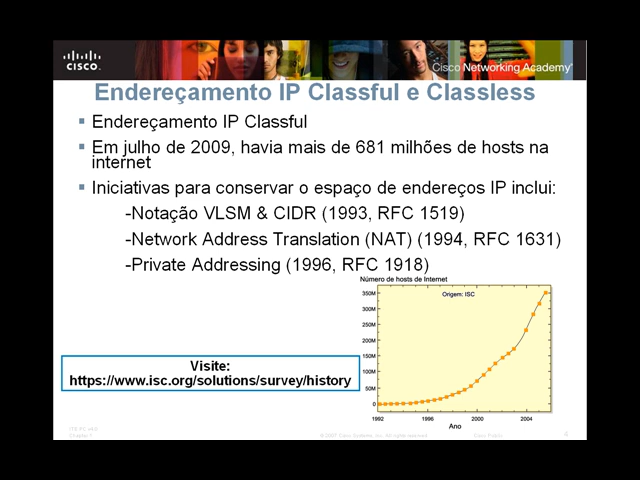 CISCO
Cisco Networking Academy
Endereçamento IP Classful e Classless
Endereçamento IP Classful
Em julho de 2009, havia mais de 681 milhões de hosts na
internet
Iniciativas para conservar o espaço de endereços IP inclui:
-Notação VLSM & CIDR (1993, RFC 1519)
-Network Address Translation (NAT) (1994, RFC 1631)
-Private Addressing (1996, RFC 1918)
Número de hosts de Internet
Origem: ISC
350M
300M
250M
200M
150M
100M
50M
0
1992 1996 2000 2004
Ano
Visite:
https://www.isc.org/solutions/survey/history